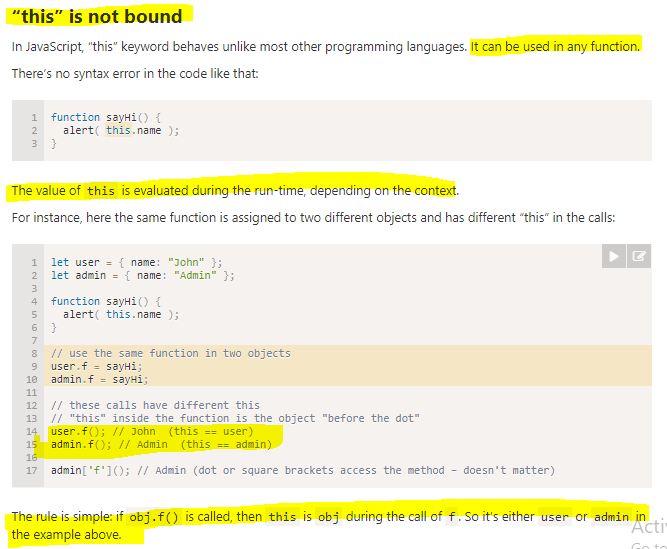 “this” is not bound
In JavaScript, “this” keyword behaves unlike most other programming languages. It can be used in any function.
There’s no syntax error in the code like that:
1 function sayHi() {
2   alert( this.name );
3 }
The value of this is evaluated during the run-time, depending on the context.
For instance, here the same function is assigned to two different objects and has different “this” in the calls:
1 let user = { name: "John" };
2 let admin = { name: "Admin" };
3
4 function sayHi() {
5   alert( this.name );
6 }
7
8 // use the same function in two objects
9 user.f = sayHi;
10 admin.f = sayHi;
11
12 // these calls have different this
13 // "this" inside the function is the object "before the dot"
14 user.f(); // John  (this == user)
15 admin.f(); // Admin  (this == admin)
16
17 admin['f'](); // Admin (dot or square brackets access the method – doesn't matter)
The rule is simple: if obj.f() is called, then this is obj during the call of f. So it’s either user or admin in
the example above.
Acti
Go to